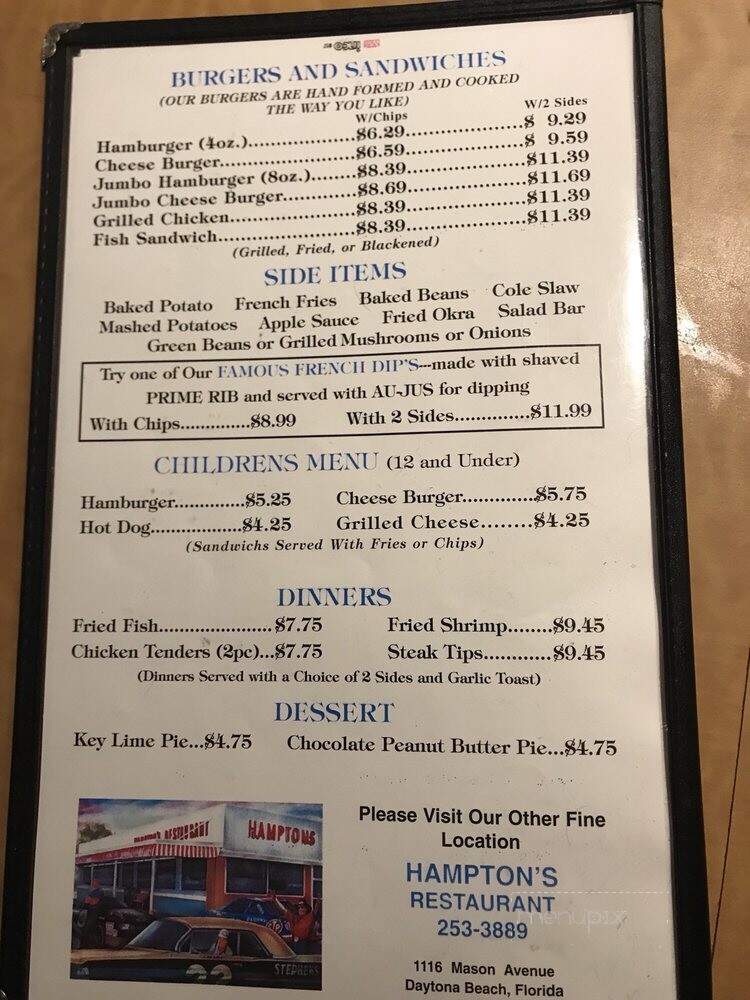 BURGERS AND SANDWICHES
(OUR BURGERS ARE HAND FORMED AND COOKED
THE WAY YOU LIKE)
W/Chips W/2 Sides
Hamburger (4oz.)..................$6.29......................$ 9.29
Cheese Burger.......................$6.59......................$ 9.59
Jumbo Hamburger (8oz.).......$8.39......................$11.39
Jumbo Cheese Burger............$8.69......................$11.69
Grilled Chicken.....................$8.39......................$11.39
Fish Sandwich.......................$8.39......................$11.39
(Grilled, Fried, or Blackened)
SIDE ITEMS
Baked Potato French Fries Baked Beans Cole Slaw
Mashed Potatoes Apple Sauce Fried Okra Salad Bar
Green Beans or Grilled Mushrooms or Onions
Try one of Our FAMOUS FRENCH DIP'S---made with shaved
PRIME RIB and served with AU-JUS for dipping
With Chips.............$8.99 With 2 Sides..............$11.99
CHILDRENS MENU (12 and Under)
Hamburger.............$5.25 Cheese Burger.............$5.75
Hot Dog.................$4.25 Grilled Cheese........$4.25
(Sandwichs Served With Fries or Chips)
DINNERS
Fried Fish...................... $7.75 Fried Shrimp........$9.45
Chicken Tenders (2pc)...$7.75 Steak Tips............$9.45
(Dinners Served with a Choice of 2 Sides and Garlic Toast)
DESSERT
Key Lime Pie...$4.75 Chocolate Peanut Butter Pie...$4.75
RESTAURANT HAMPTONS
STEPHENS
Please Visit Our Other Fine
Location
HAMPTON'S
RESTAURANT
253-3889
menupix
1116 Mason Avenue
Daytona Beach, Florida